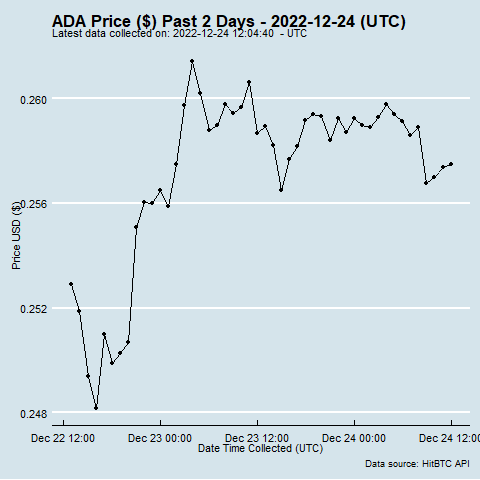 ADA Price ($) Past 2 Days - 2022-12-24 (UTC)
Latest data collected on: 2022-12-24 12:04:40 - UTC
0.260
0.256
0.252
0.248
Price USD ($)
Dec 22 12:00 Dec 23 00:00 Dec 23 12:00 Dec 24 00:00 Dec 24 12:00
Date Time Collected (UTC)
Data source: HitBTC API